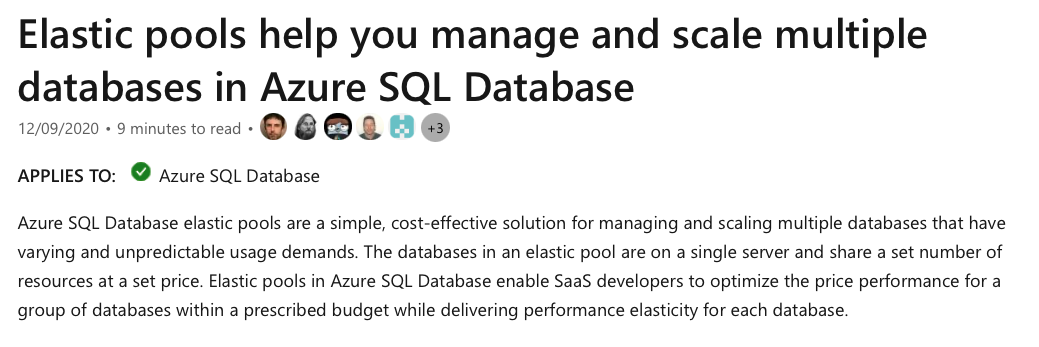 Elastic pools help you manage and scale multiple
databases in Azure SQL Database
12/09/2020 • 9 minutes to read • +3
APPLIES TO: Azure SQL Database
Azure SQL Database elastic pools are a simple, cost-effective solution for managing and scaling multiple databases that have
varying and unpredictable usage demands. The databases in an elastic pool are on a single server and share a set number of
resources at a set price. Elastic pools in Azure SQL Database enable SaaS developers to optimize the price performance for a
group of databases within a prescribed budget while delivering performance elasticity for each database.